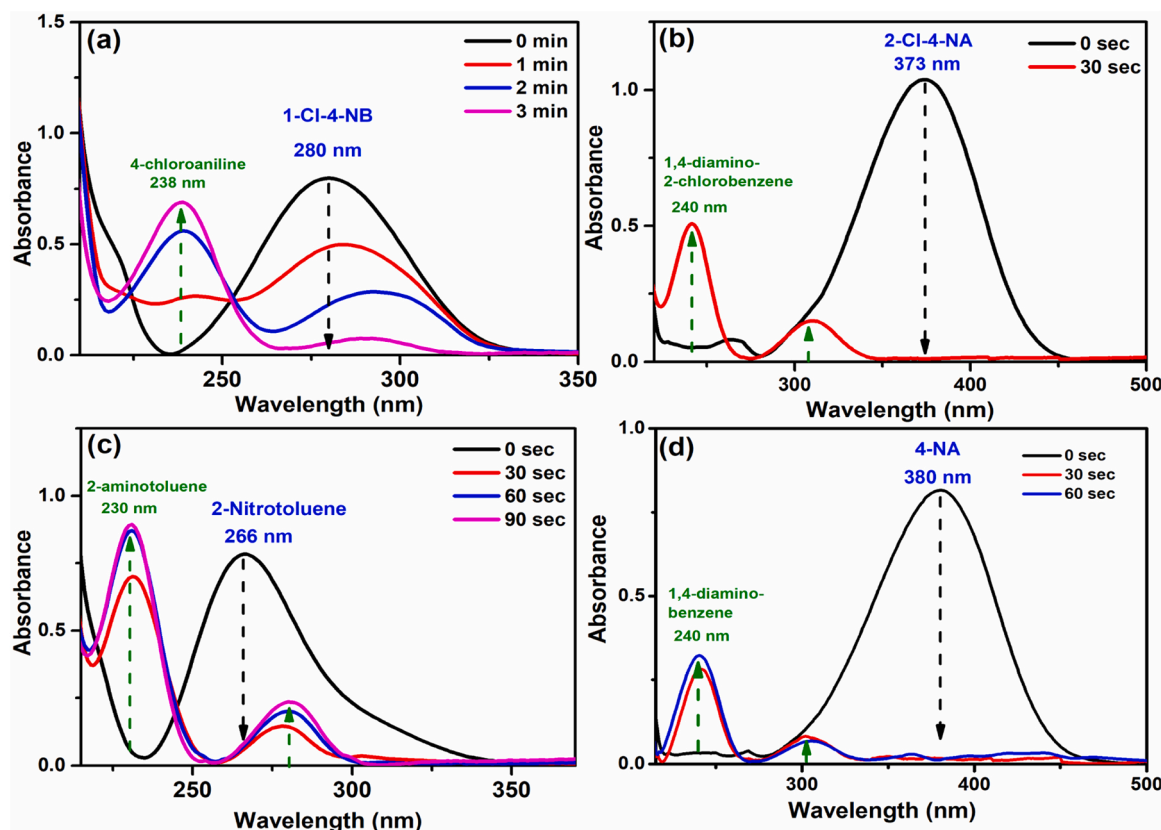 (a)
0 min
1 min
2 min
3 min
1-Cl-4-NB
280 nm
4-chloroaniline
238 nm
1.5
1.0
0.5
0.0
Absorbance
250
300
350
Wavelength (nm)
(b)
2-Cl-4-NA
373 nm
0 sec
30 sec
1,4-diamino-
2-chlorobenzene
240 nm
1.0
0.5
0.0
Absorbance
300
400
500
Wavelength (nm)
(c)
0 sec
30 sec
60 sec
90 sec
2-aminotoluene
230 nm
2-Nitrotoluene
266 nm
1.0
0.5
0.0
Absorbance
250
300
350
Wavelength (nm)
(d)
4-NA
380 nm
0 sec
30 sec
60 sec
1,4-diamino-
benzene
240 nm
1.0
0.5
0.0
Absorbance
300
400
500
Wavelength (nm)